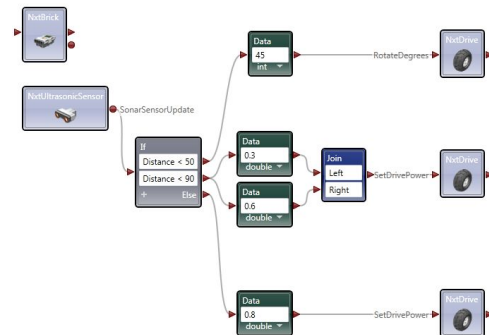 NxtBrick
NxtUltrasonicSensor
SonarSensorUpdate
If
Distance < 50
Distance < 90
+ Else
Data
45
int
RotateDegrees
NxtDrive
Data
0.3
double
Data
0.6
double
Join
Left
Right
SetDrivePower
NxtDrive
Data
0.8
double
SetDrivePower
NxtDrive